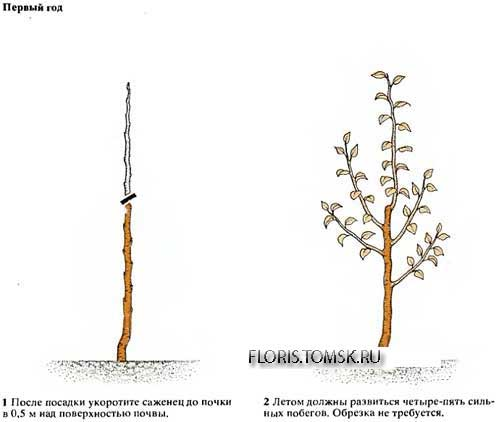 Первый год
FLORIS.TOMSK.РУ
1 После посадки укоротите саженец до почки
в 0,5 м над поверхностью почвы.
2 Летом должны развиться четыре-пять силь-
ных побегов. Обрезка не требуется.